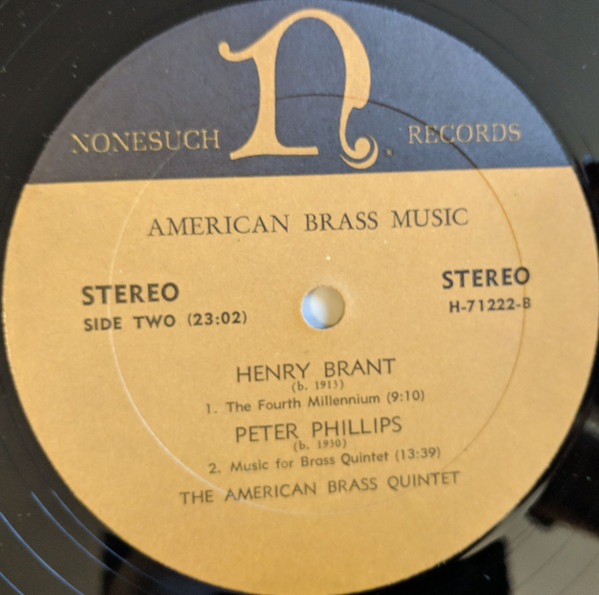 n.
NONESUCH RECORDS
AMERICAN BRASS MUSIC
STEREO
SIDE TWO (23:02)
STEREO
H-71222-B
HENRY BRANT
(b. 1913)
1. The Fourth Millennium (9:10)
PETER PHILLIPS
(b. 1930)
2. Music for Brass Quintet (13:39)
THE AMERICAN BRASS QUINTET